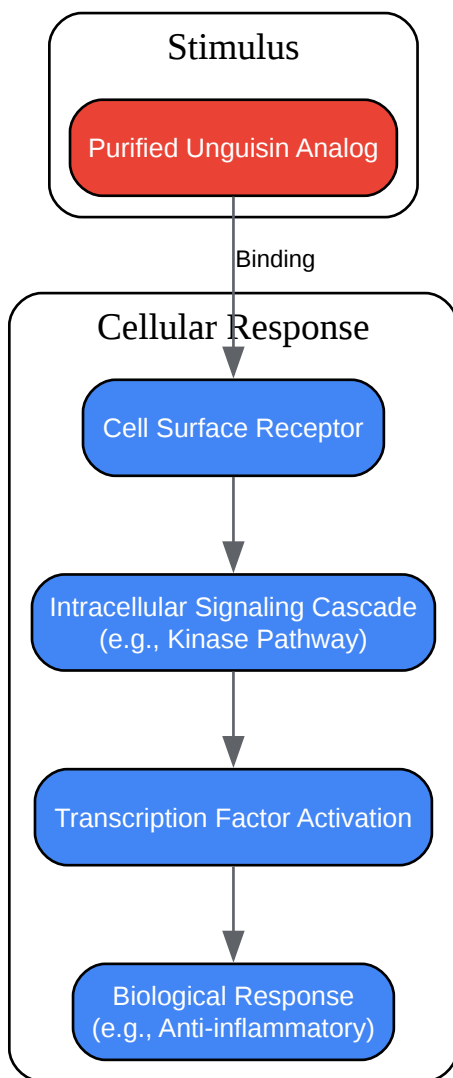 Stimulus
Purified Unguisin Analog
Binding
Cellular Response
Cell Surface Receptor
Intracellular Signaling Cascade
(e.g., Kinase Pathway)
Transcription Factor Activation
Biological Response
(e.g., Anti-inflammatory)